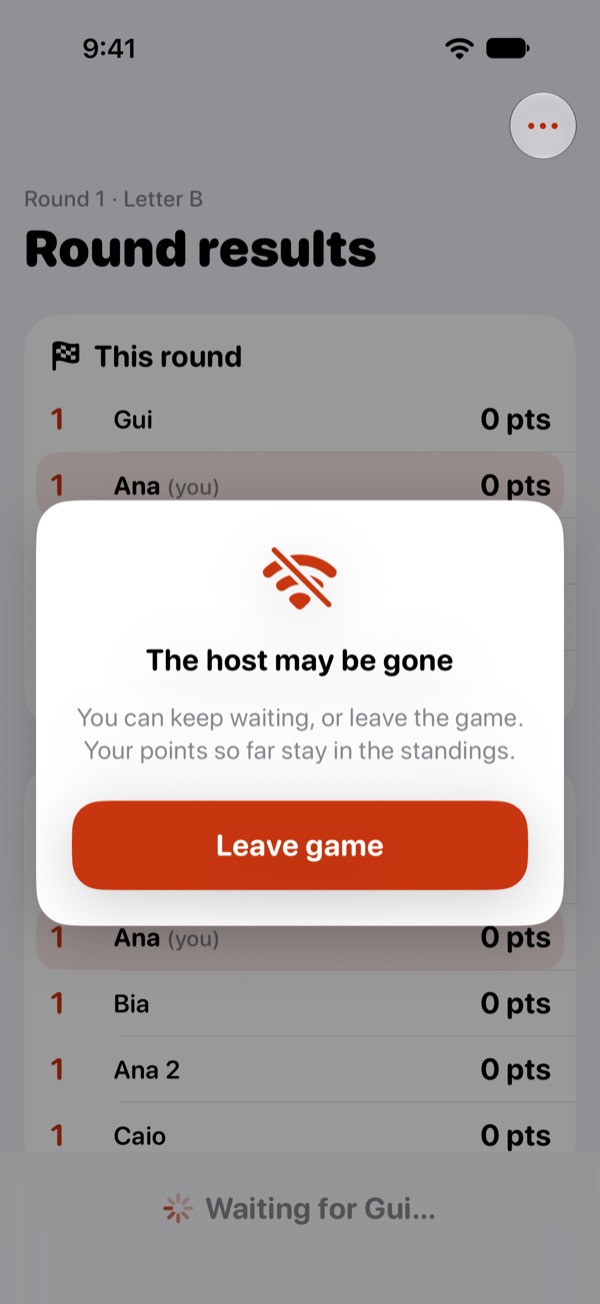 9:41
Round 1 · Letter B
Round results
This round
1 Gui 0 pts
1 Ana (you) 0 pts
The host may be gone
You can keep waiting, or leave the game.
Your points so far stay in the standings.
Leave game
1 Ana (you) 0 pts
1 Bia 0 pts
1 Ana 2 0 pts
1 Caio 0 pts
Waiting for Gui...